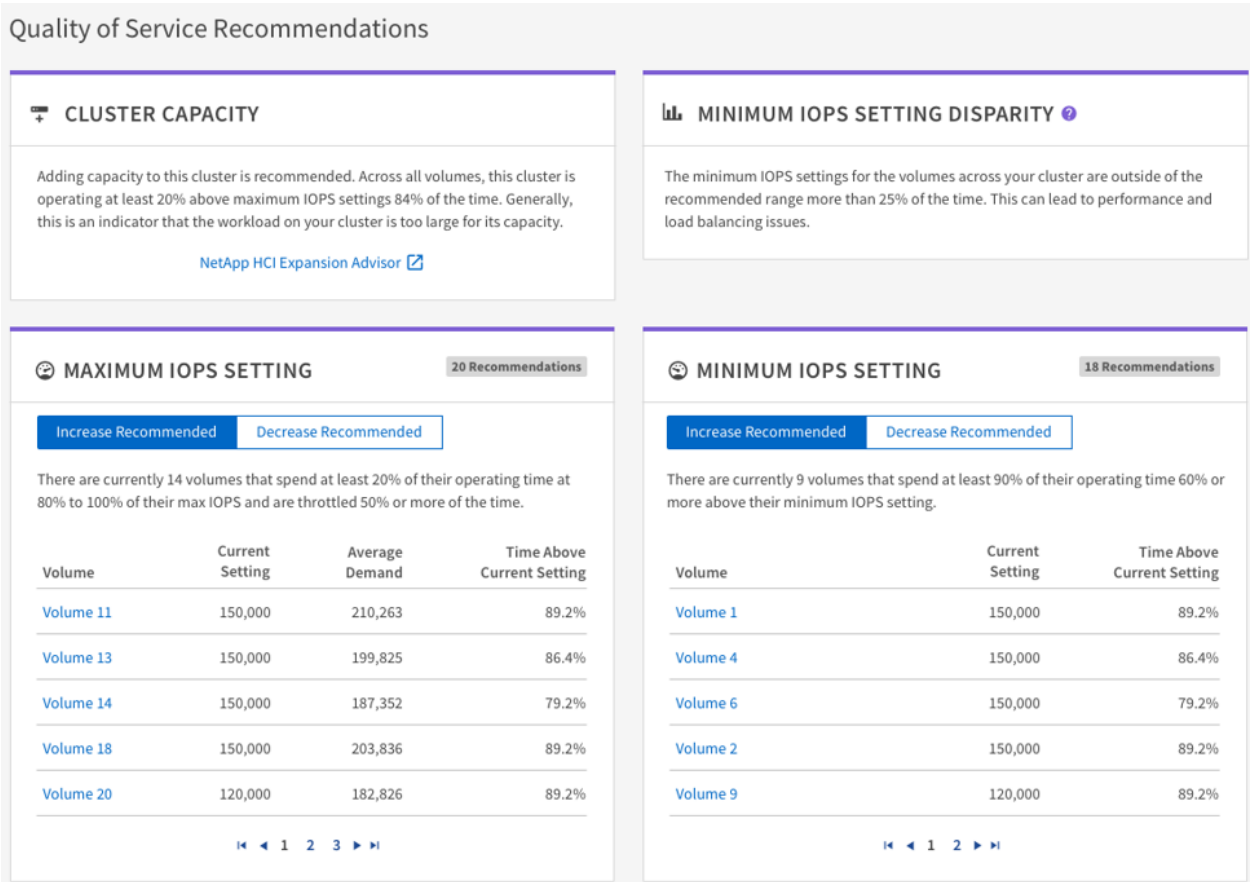 Quality of Service Recommendations
CLUSTER CAPACITY
Adding capacity to this cluster is recommended. Across all volumes, this cluster is
operating at least 20% above maximum IOPS settings 84% of the time. Generally,
this is an indicator that the workload on your cluster is too large for its capacity.
NetApp HCI Expansion Advisor
MINIMUM IOPS SETTING DISPARITY ?
The minimum IOPS settings for the volumes across your cluster are outside of the
recommended range more than 25% of the time. This can lead to performance and
load balancing issues.
MAXIMUM IOPS SETTING 20 Recommendations
Increase Recommended Decrease Recommended
There are currently 14 volumes that spend at least 20% of their operating time at
80% to 100% of their max IOPS and are throttled 50% or more of the time.
Current Average Time Above
Volume Setting Demand Current Setting
Volume 11 150,000 210,263 89.2%
Volume 13 150,000 199,825 86.4%
Volume 14 150,000 187,352 79.2%
Volume 18 150,000 203,836 89.2%
Volume 20 120,000 182,826 89.2%
1 2 3
MINIMUM IOPS SETTING 18 Recommendations
Increase Recommended Decrease Recommended
There are currently 9 volumes that spend at least 90% of their operating time 60% or
more above their minimum IOPS setting.
Current Time Above
Volume Setting Current Setting
Volume 1 150,000 89.2%
Volume 4 150,000 86.4%
Volume 6 150,000 79.2%
Volume 2 150,000 89.2%
Volume 9 120,000 89.2%
1 2